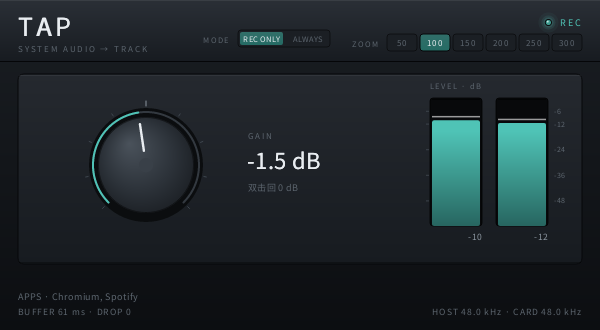 TAP
SYSTEM AUDIO → TRACK
MODE REC ONLY ALWAYS
REC
ZOOM 50 100 150 200 250 300
LEVEL · dB
GAIN
-1.5 dB
双击回 0 dB
-6
-12
-24
-36
-48
-10 -12
APPS · Chromium, Spotify
BUFFER 61 ms · DROP 0
HOST 48.0 kHz · CARD 48.0 kHz